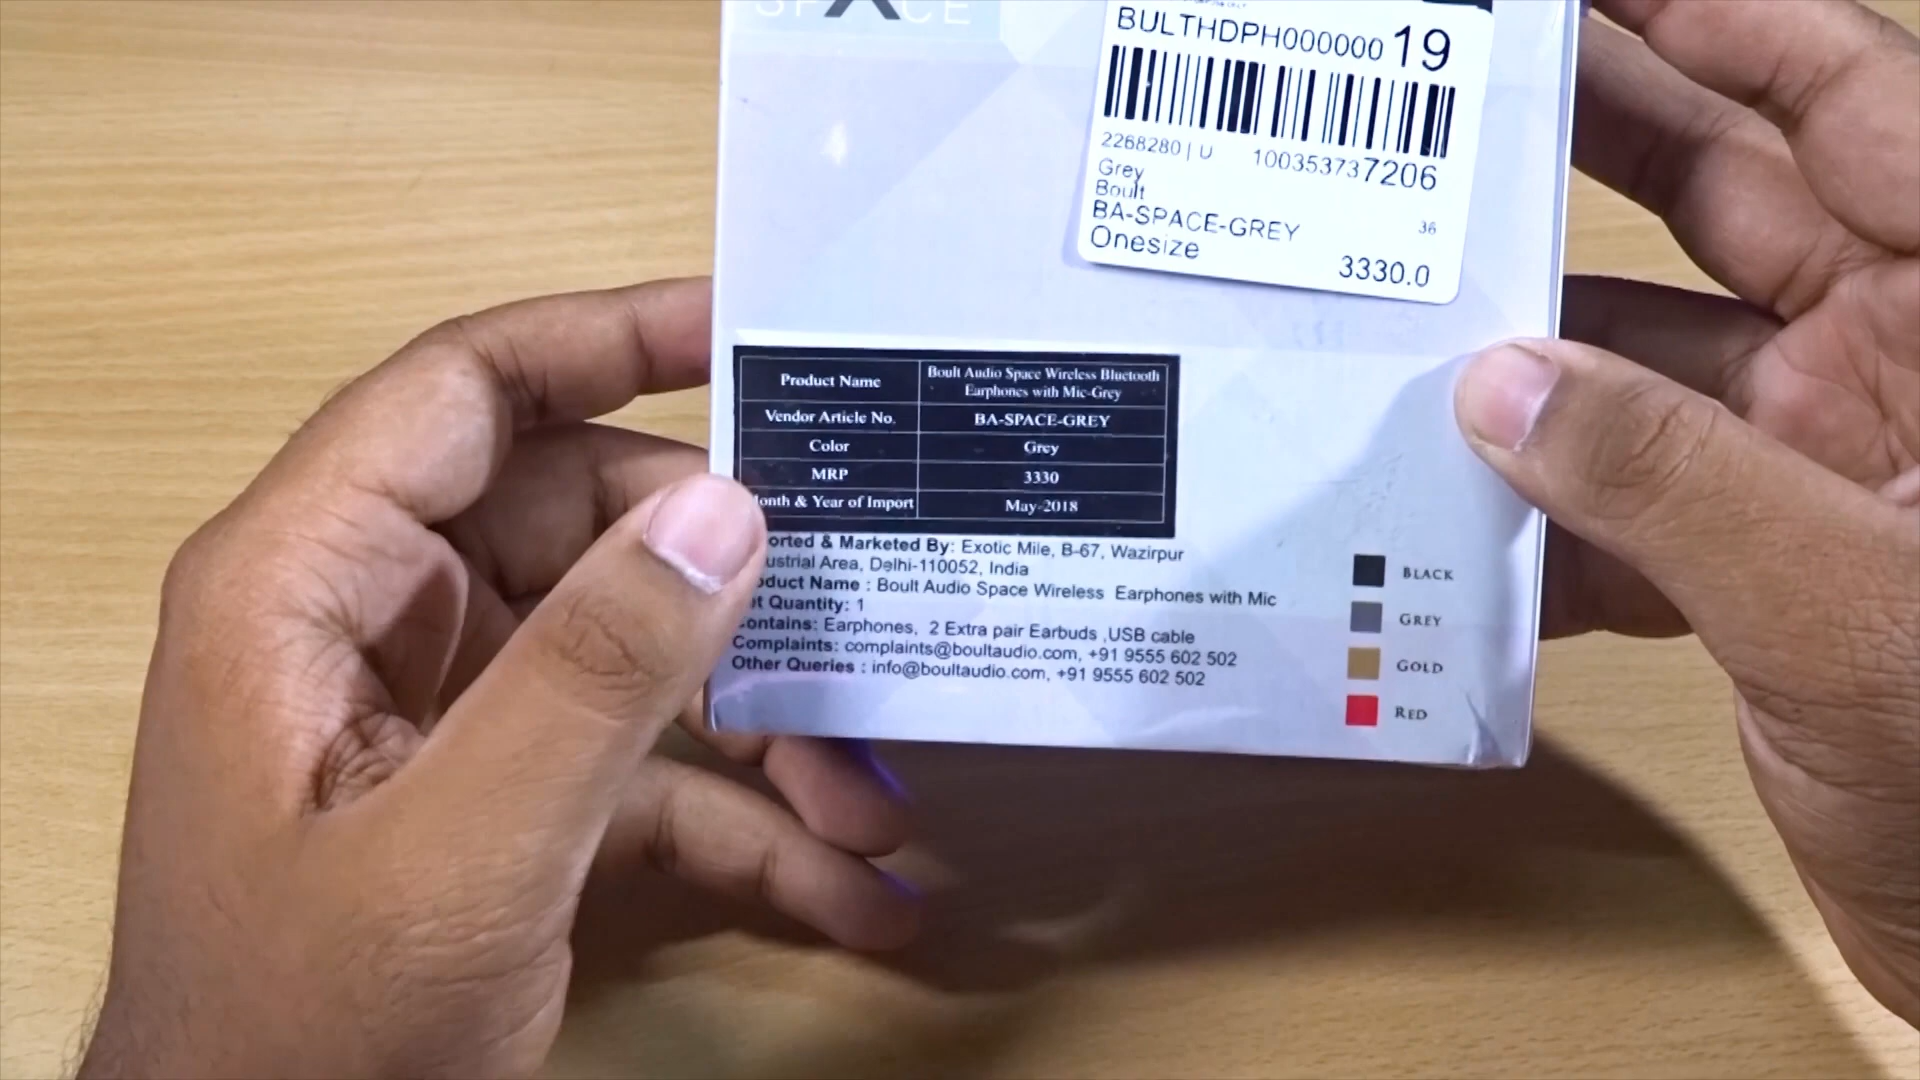 SPACE
BULTHDPH00000019
2268280 | U 100353737206
Grey
Boult
BA-SPACE-GREY 36
Onesize 3330.0
Product Name Boult Audio Space Wireless Bluetooth
Earphones with Mic-Grey
Vendor Article No. BA-SPACE-GREY
Color Grey
MRP 3330
onth & Year of Import May-2018
orted & Marketed By: Exotic Mile, B-67, Wazirpur
ustrial Area, Delhi-110052, India
oduct Name : Boult Audio Space Wireless Earphones with Mic
t Quantity: 1
ontains: Earphones, 2 Extra pair Earbuds ,USB cable
Complaints: complaints@boultaudio.com, +91 9555 602 502
Other Queries : info@boultaudio.com, +91 9555 602 502
BLACK
GREY
GOLD
RED